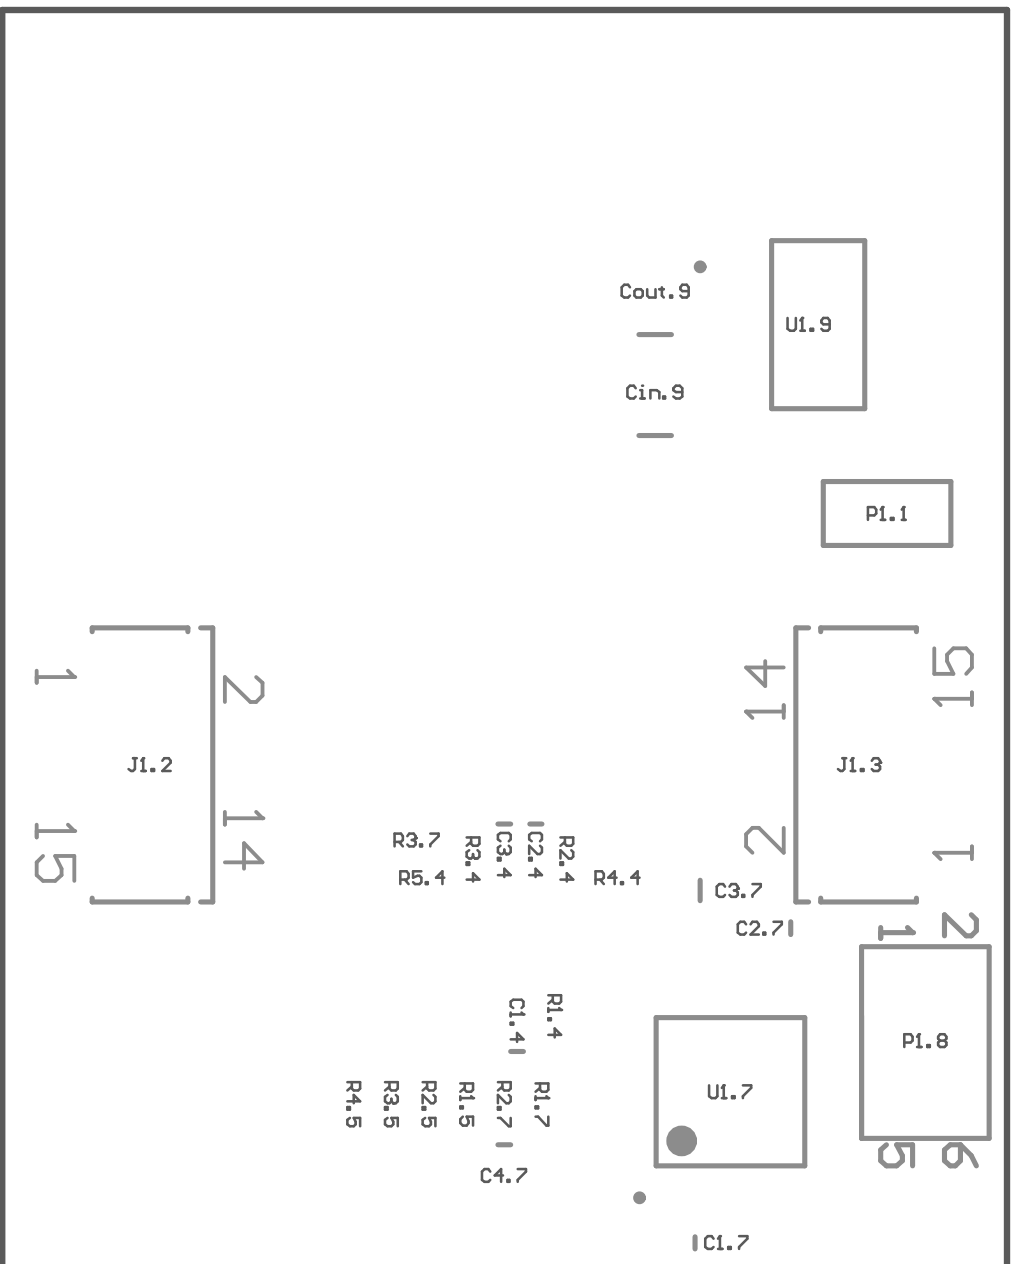 Cout.9
U1.9
Cin.9
P1.1
1
2
14
15
J1.2
J1.3
15
14
2
1
R3.7
R3.4
C3.4
C2.4
R2.4
R5.4
R4.4
C3.7
C2.7
1
2
C1.4
R1.4
P1.8
R4.5
R3.5
R2.5
R1.5
R2.7
R1.7
U1.7
5
6
C4.7
C1.7